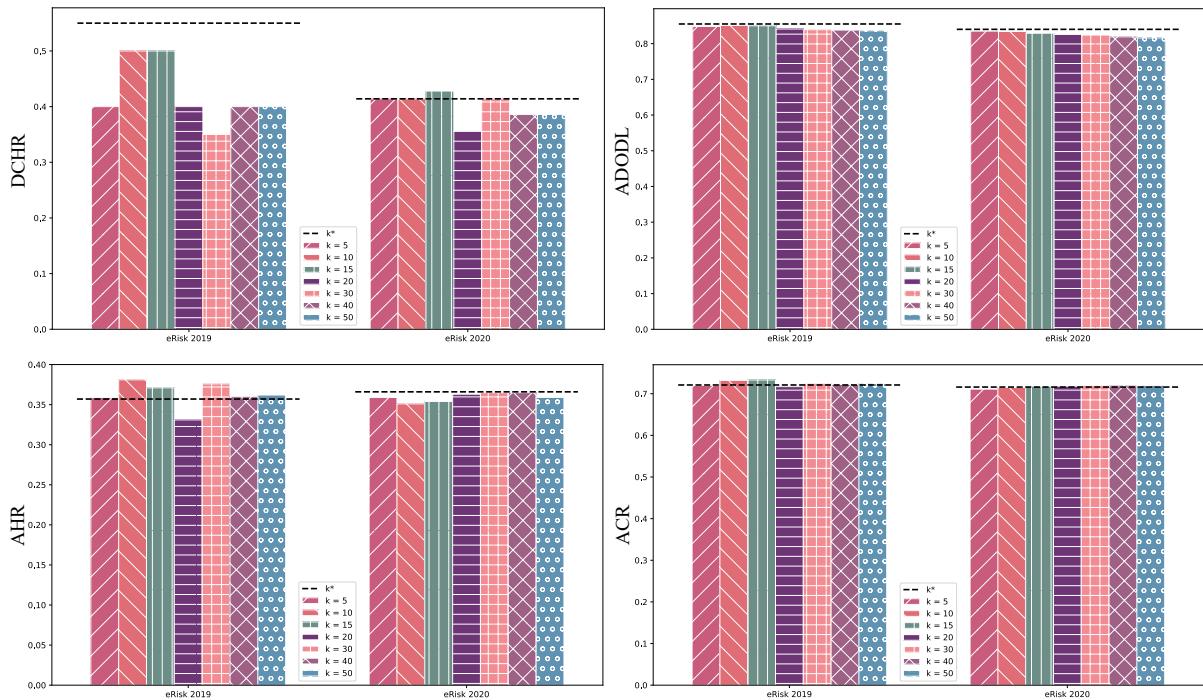 DCHR
0.5
0.4
0.3
0.2
0.1
0.0
k*
k = 5
k = 10
k = 15
k = 20
k = 30
k = 40
k = 50
eRisk 2019
eRisk 2020
ADODL
0.8
0.7
0.6
0.5
0.4
0.3
0.2
0.1
0.0
k*
k = 5
k = 10
k = 15
k = 20
k = 30
k = 40
k = 50
eRisk 2019
eRisk 2020
AHR
0.40
0.35
0.30
0.25
0.20
0.15
0.10
0.05
0.00
k*
k = 5
k = 10
k = 15
k = 20
k = 30
k = 40
k = 50
eRisk 2019
eRisk 2020
ACR
0.7
0.6
0.5
0.4
0.3
0.2
0.1
0.0
k*
k = 5
k = 10
k = 15
k = 20
k = 30
k = 40
k = 50
eRisk 2019
eRisk 2020